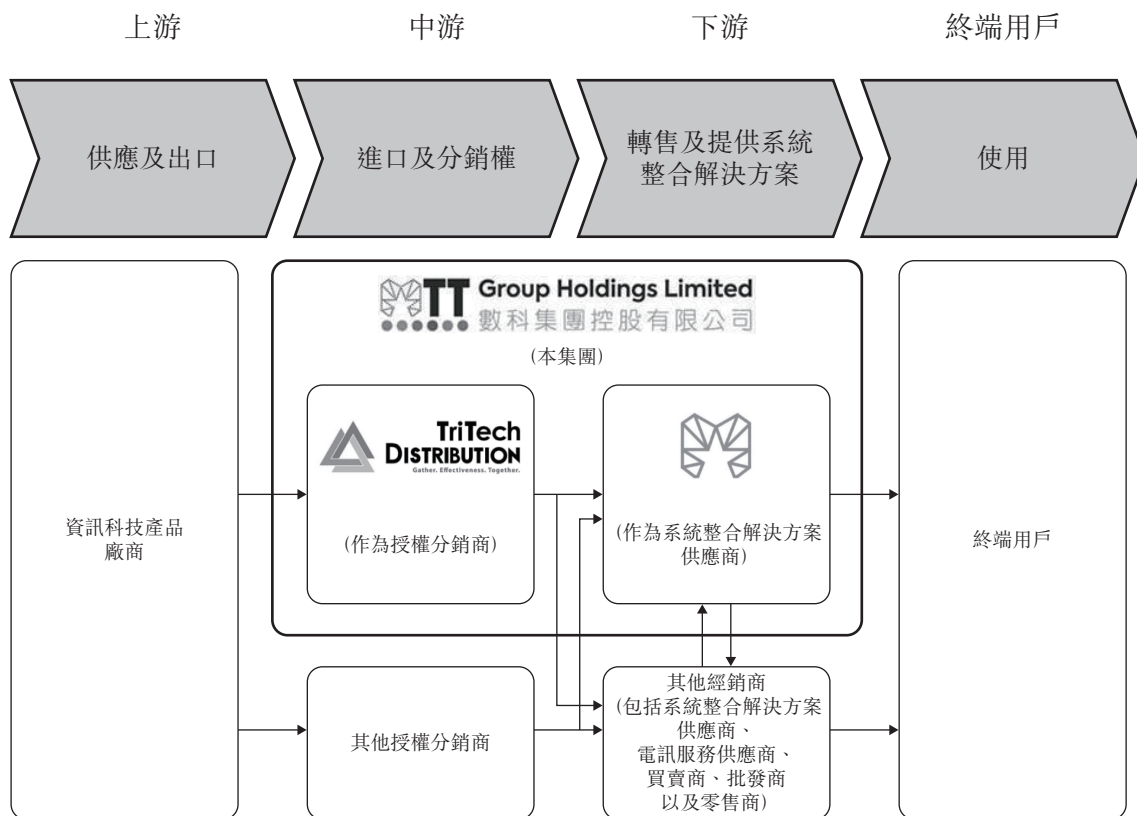 上游
中游
下游
終端用戶
供應及出口
進口及分銷權
轉售及提供系統
整合解決方案
使用
TT Group Holdings Limited
數科集團控股有限公司
(本集團)
TriTech
DISTRIBUTION
Gather. Effectiveness. Together.
(作為授權分銷商)
(作為系統整合解決方案
供應商)
資訊科技產品
廠商
終端用戶
其他授權分銷商
其他經銷商
(包括系統整合解決方案
供應商、
電訊服務供應商、
買賣商、批發商
以及零售商)